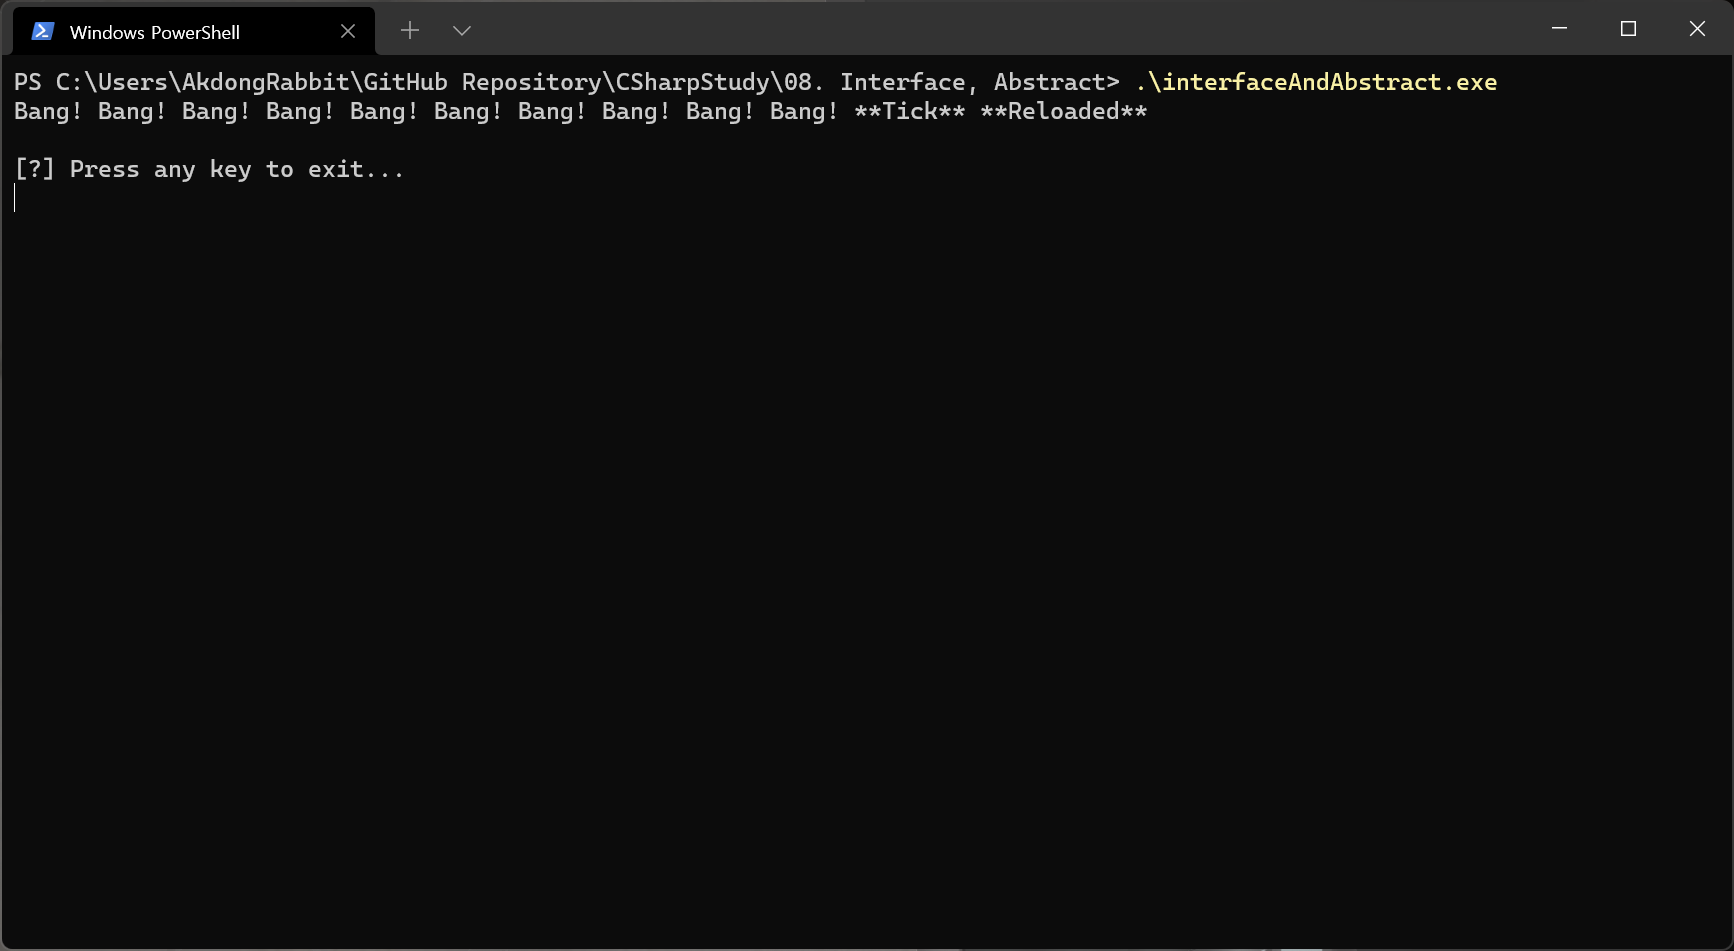 Windows PowerShell
PS C:\Users\AkdongRabbit\GitHub Repository\CSharpStudy\08. Interface, Abstract> .\interfaceAndAbstract.exe
Bang! Bang! Bang! Bang! Bang! Bang! Bang! Bang! Bang! Bang! **Tick** **Reloaded**
[?] Press any key to exit...